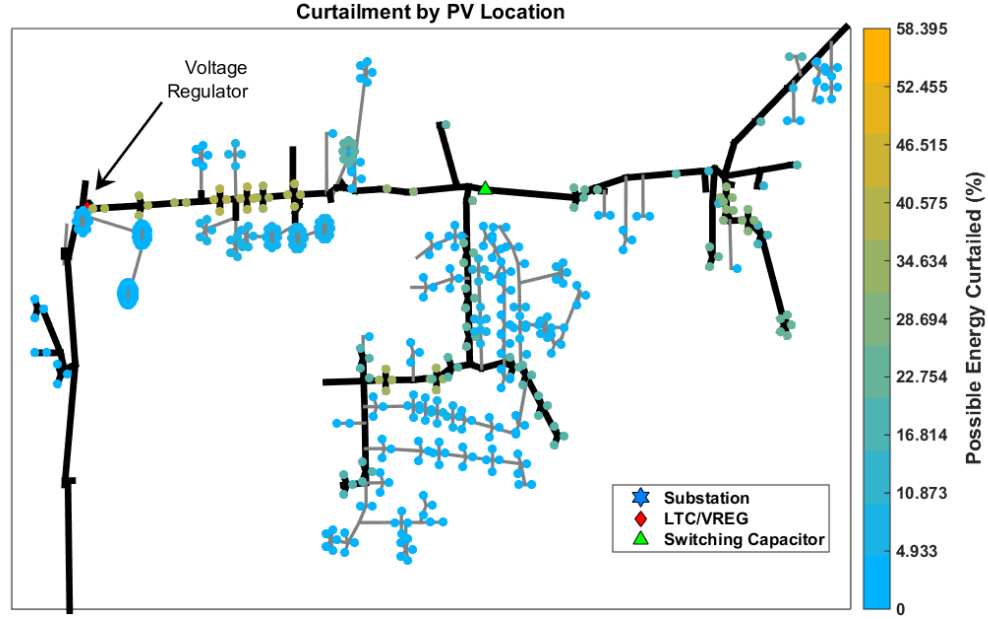 Curtailment by PV Location
Voltage
Regulator
Substation
LTC/VREG
Switching Capacitor
58.395
52.455
46.515
40.575
34.634
28.694
22.754
16.814
10.873
4.933
0
Possible Energy Curtailed (%)